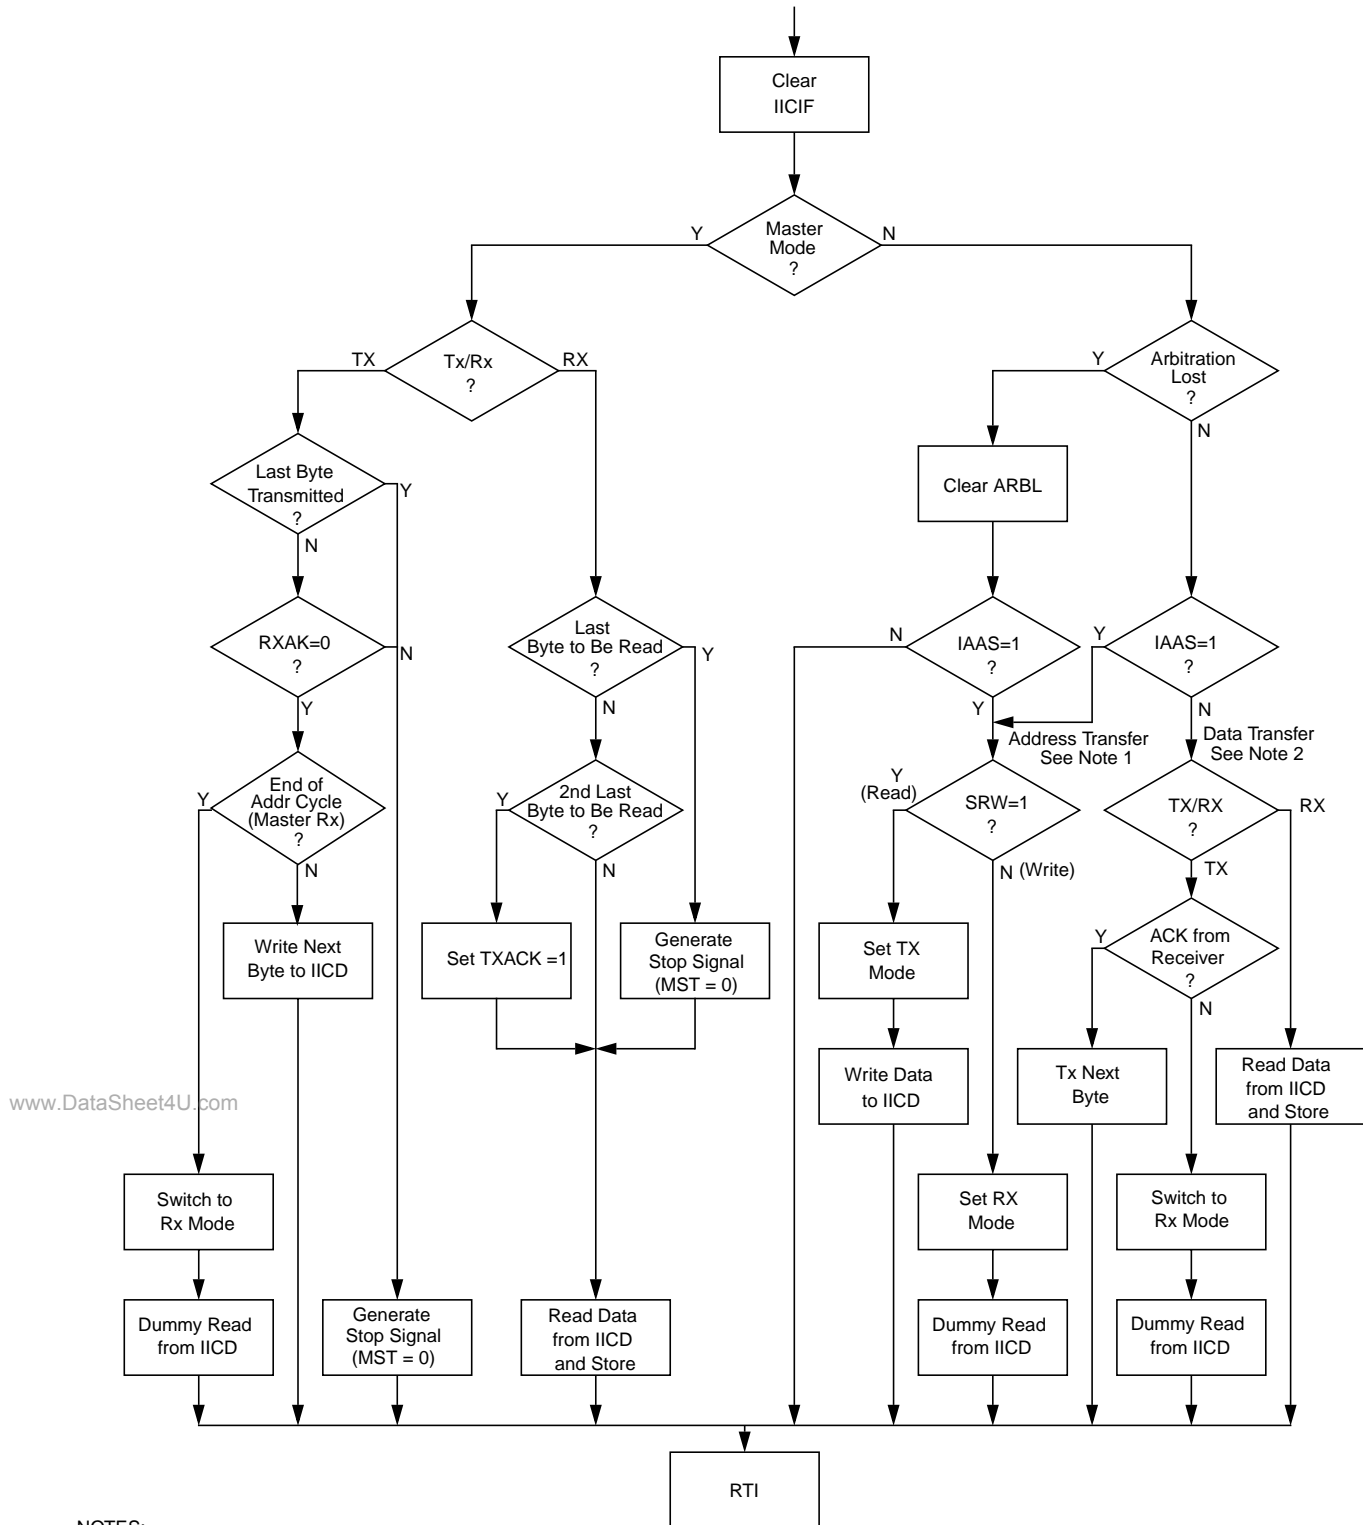 Clear
IICIF
Master
Mode
?
Y
N
Tx/Rx
?
TX
RX
Arbitration
Lost
?
Y
N
Last Byte
Transmitted
?
Y
N
Clear ARBL
RXAK=0
?
N
Y
Last
Byte to Be Read
?
Y
N
IAAS=1
?
N
Y
IAAS=1
?
Y
N
Address Transfer
See Note 1
Data Transfer
See Note 2
End of
Addr Cycle
(Master Rx)
?
Y
N
2nd Last
Byte to Be Read
?
Y
N
Y
(Read)
SRW=1
?
N (Write)
TX/RX
?
RX
TX
Write Next
Byte to IICD
Set TXACK =1
Generate
Stop Signal
(MST = 0)
Set TX
Mode
ACK from
Receiver
?
Y
N
Write Data
to IICD
Tx Next
Byte
Read Data
from IICD
and Store
www.DataSheet4U.com
Switch to
Rx Mode
Set RX
Mode
Switch to
Rx Mode
Dummy Read
from IICD
Generate
Stop Signal
(MST = 0)
Read Data
from IICD
and Store
Dummy Read
from IICD
Dummy Read
from IICD
RTI
NOTES: